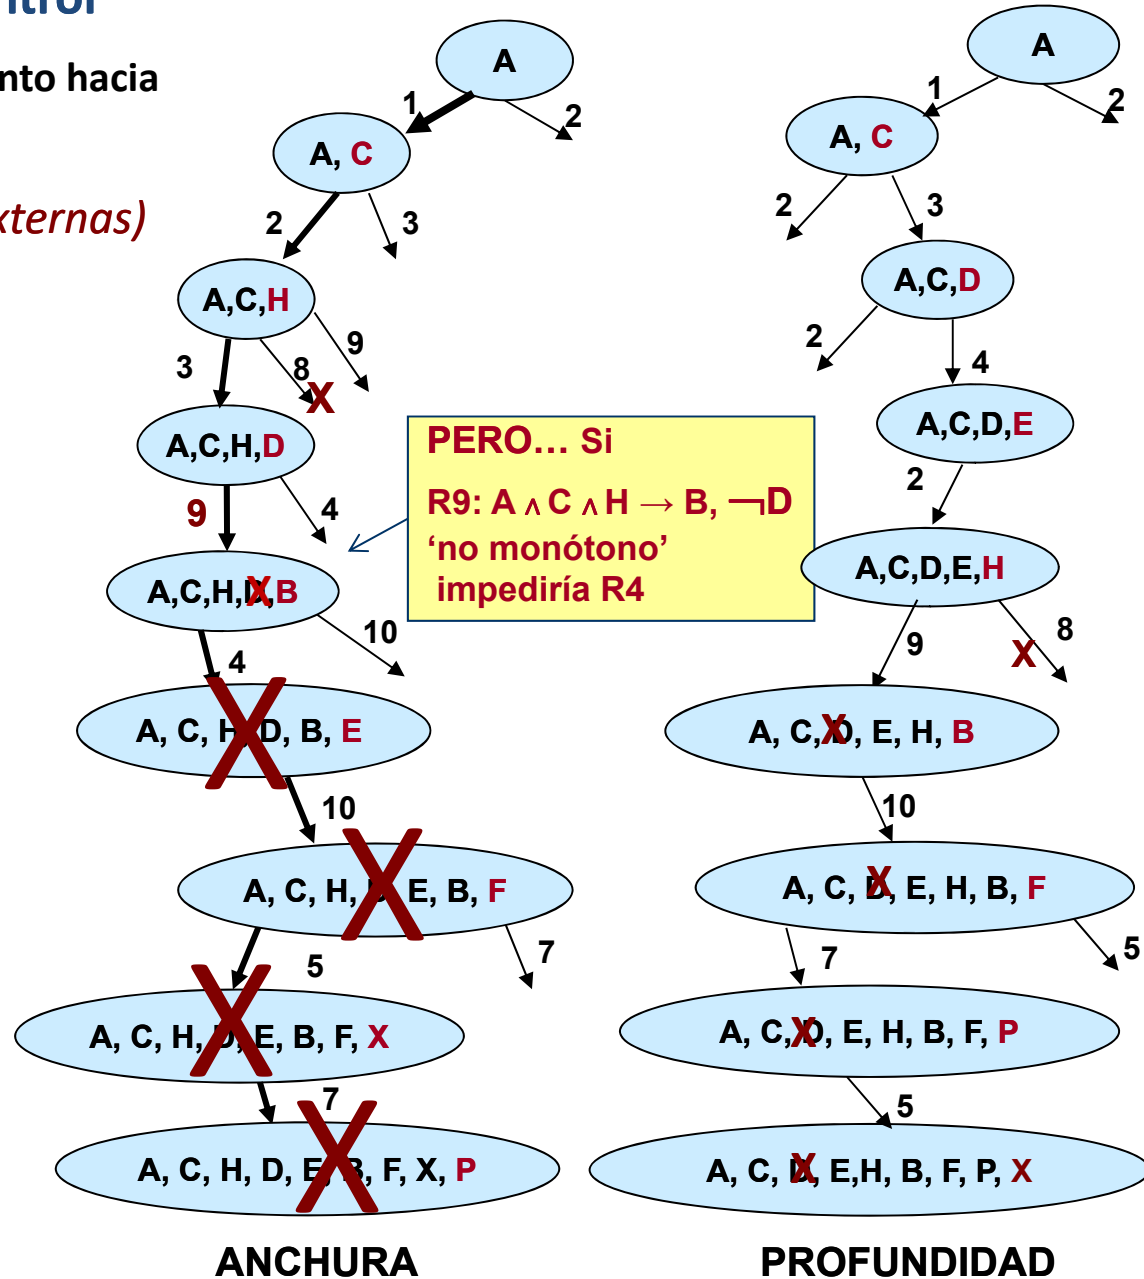 ntrol
nto hacia
xternas)
A
1
2
A, C
2
3
A,C,H
3
8
X
9
A,C,H,D
9
4
A,C,H,D,B
X
10
4
A, C, H, D, B, E
X
10
A, C, H, D, E, B, F
X
5
7
A, C, H, D, E, B, F, X
X
7
A, C, H, D, E, B, F, X, P
X
ANCHURA
PERO... Si
R9: A ∧ C ∧ H → B, ¬D
‘no monótono’
impediría R4
A
1
2
A, C
2
3
A,C,D
2
4
A,C,D,E
2
A,C,D,E,H
9
8
X
A, C,D, E, H, B
X
10
A, C, D, E, H, B, F
X
7
5
A, C,D, E, H, B, F, P
X
5
A, C, D, E,H, B, F, P, X
X
PROFUNDIDAD